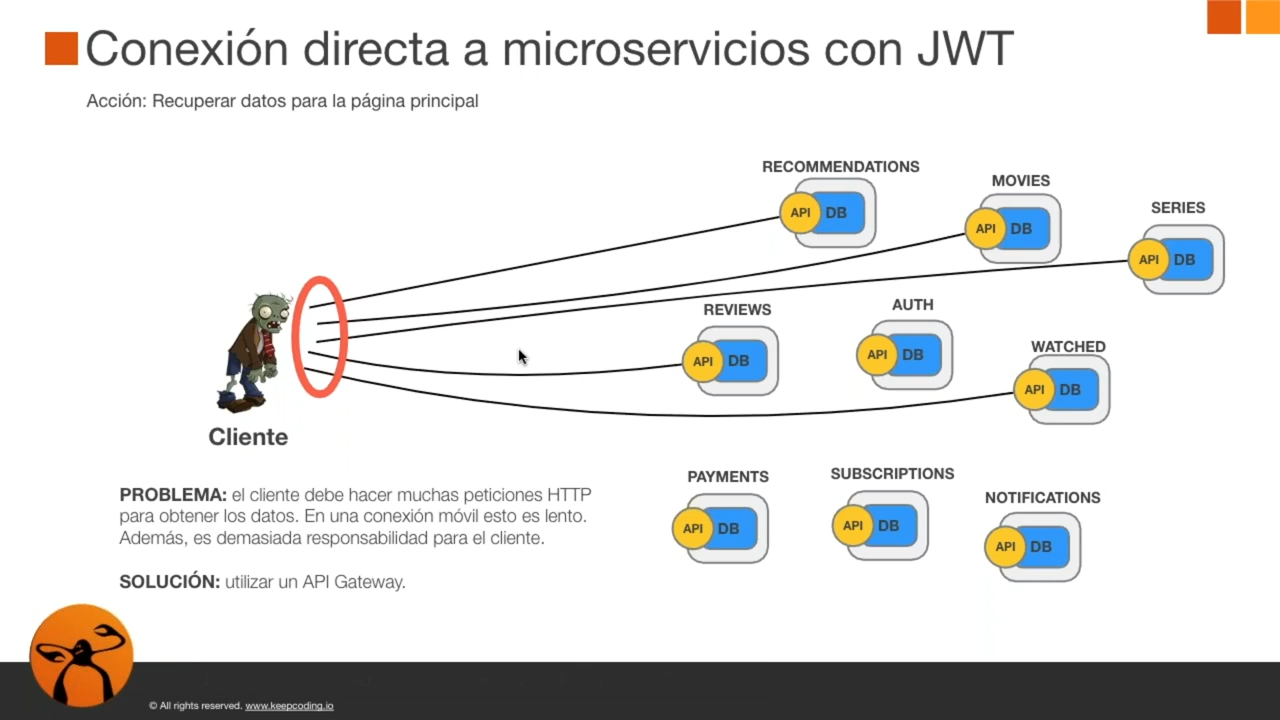 Conexión directa a microservicios con JWT
Acción: Recuperar datos para la página principal
RECOMMENDATIONS
API DB
MOVIES
API DB
SERIES
API DB
REVIEWS
API DB
AUTH
API DB
WATCHED
API DB
Cliente
PAYMENTS
API DB
SUBSCRIPTIONS
API DB
NOTIFICATIONS
API DB
PROBLEMA: el cliente debe hacer muchas peticiones HTTP
para obtener los datos. En una conexión móvil esto es lento.
Además, es demasiada responsabilidad para el cliente.
SOLUCIÓN: utilizar un API Gateway.
© All rights reserved. www.keepcoding.io